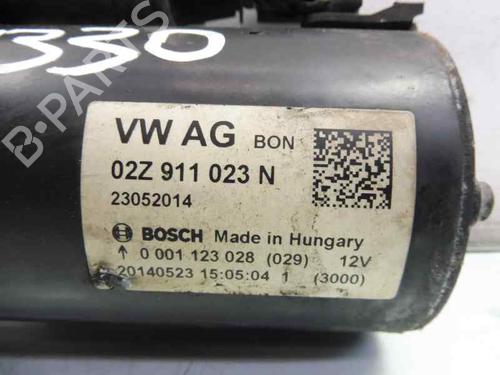 330
B-PARTS
VW AG BON
02Z 911 023 N
23052014
BOSCH Made in Hungary
↑ 0 001 123 028 (029) 12V
20140523 15:05:04 1 (3000)